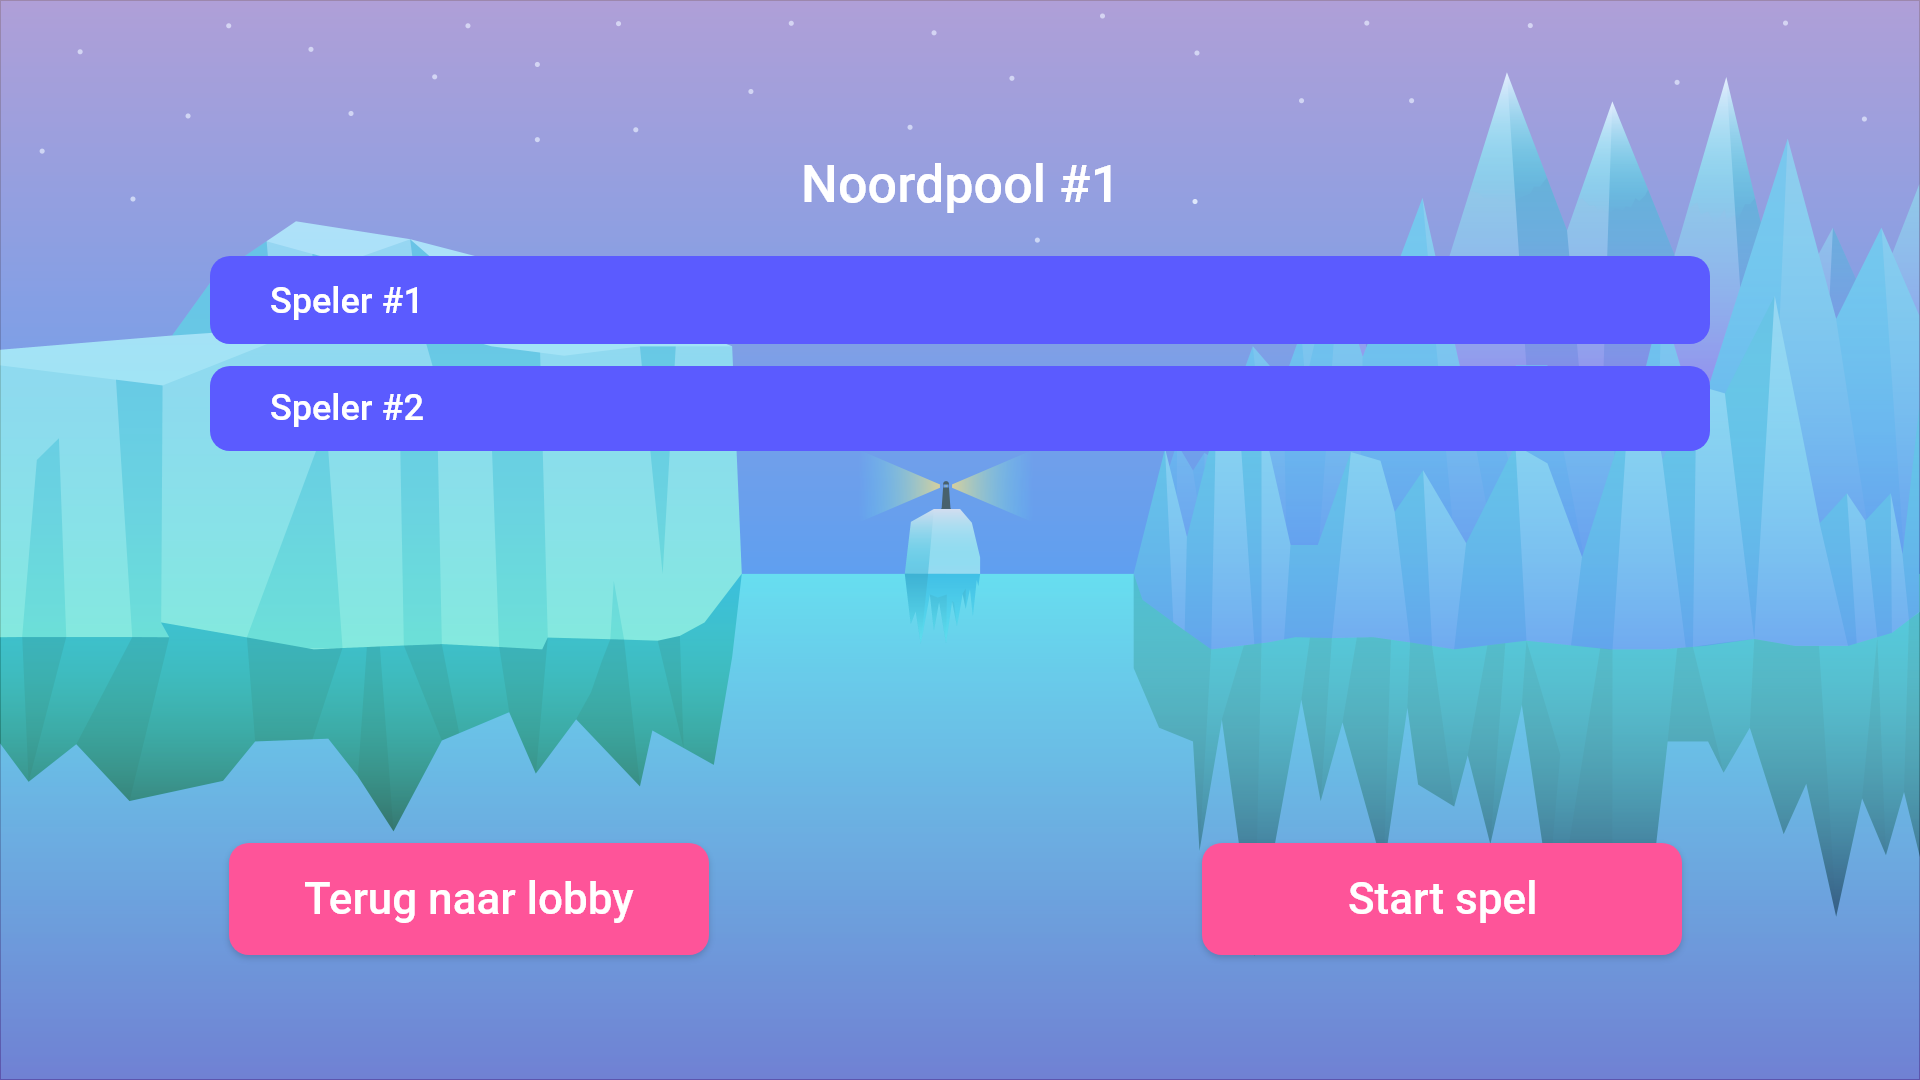 Noordpool #1
Speler #1
Speler #2
Terug naar lobby
Start spel